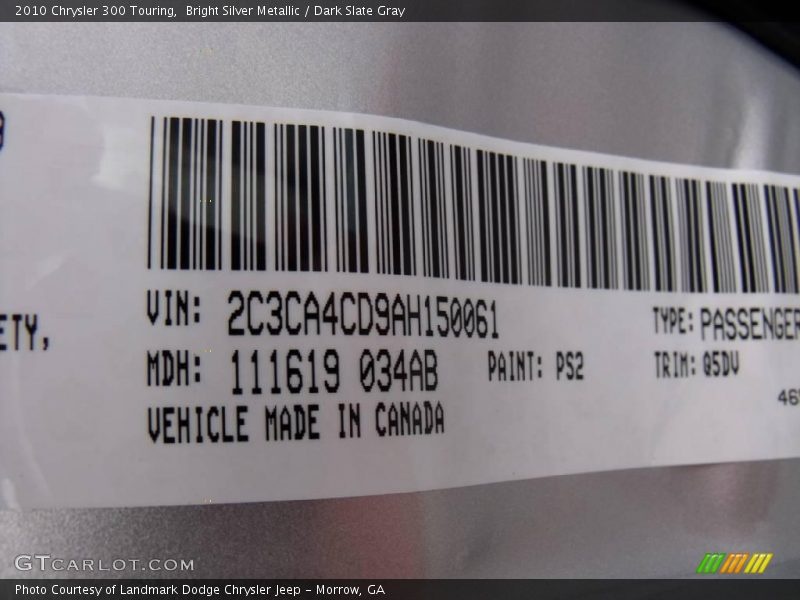 2010 Chrysler 300 Touring, Bright Silver Metallic / Dark Slate Gray
VIN: 2C3CA4CD9AH150061 TYPE: PASSENGER
ETY,
MDH: 111619 034AB PAINT: PS2 TRIM: Q5DV
VEHICLE MADE IN CANADA
GTCARLOT.COM
Photo Courtesy of Landmark Dodge Chrysler Jeep - Morrow, GA